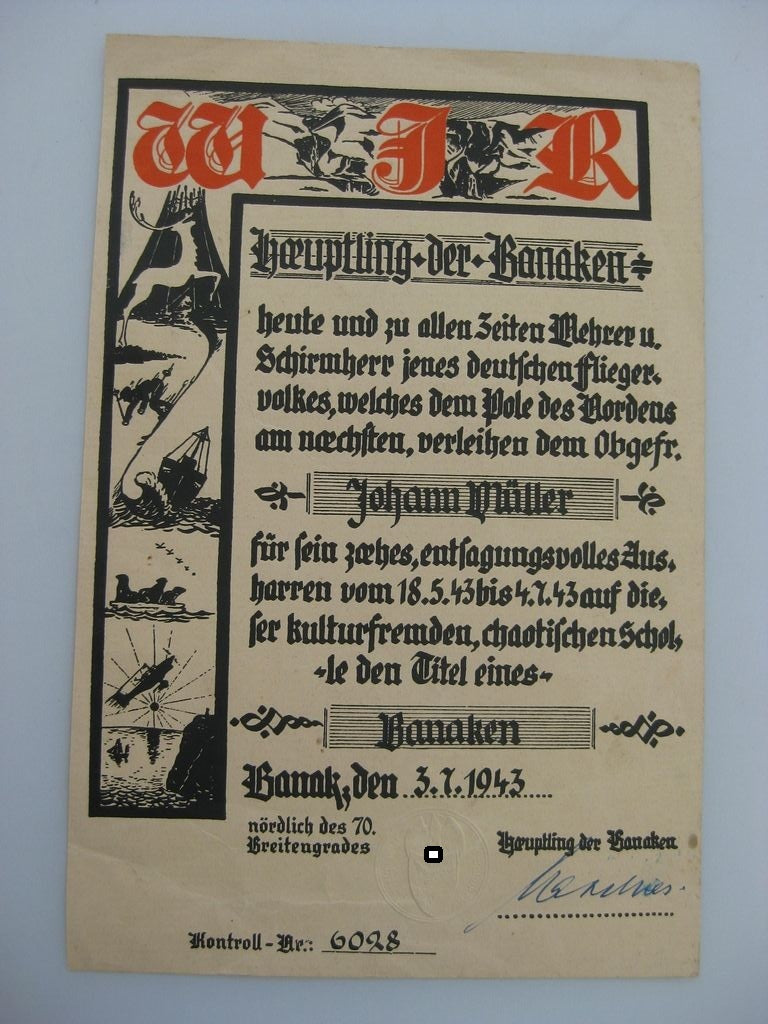 WIR
Hæuptling · der · Banaken
heute und zu allen Zeiten Mehrer u.
Schirmherr jenes deutschen Flieger-
volkes, welches dem Pole des Nordens
am næchsten, verleihen dem Obgefr.
Johann Müller
für sein zæhes, entsagungsvolles Aus-
harren vom 18.5.43 bis 4.7.43 auf die-
ser kulturfremden, chaotischen Schol-
-le den Titel eines-
Banaken
Banak, den 3.7.1943
nördlich des 70.
Breitengrades
Hæuptling der Banaken
Kontroll-Nr.: 6028